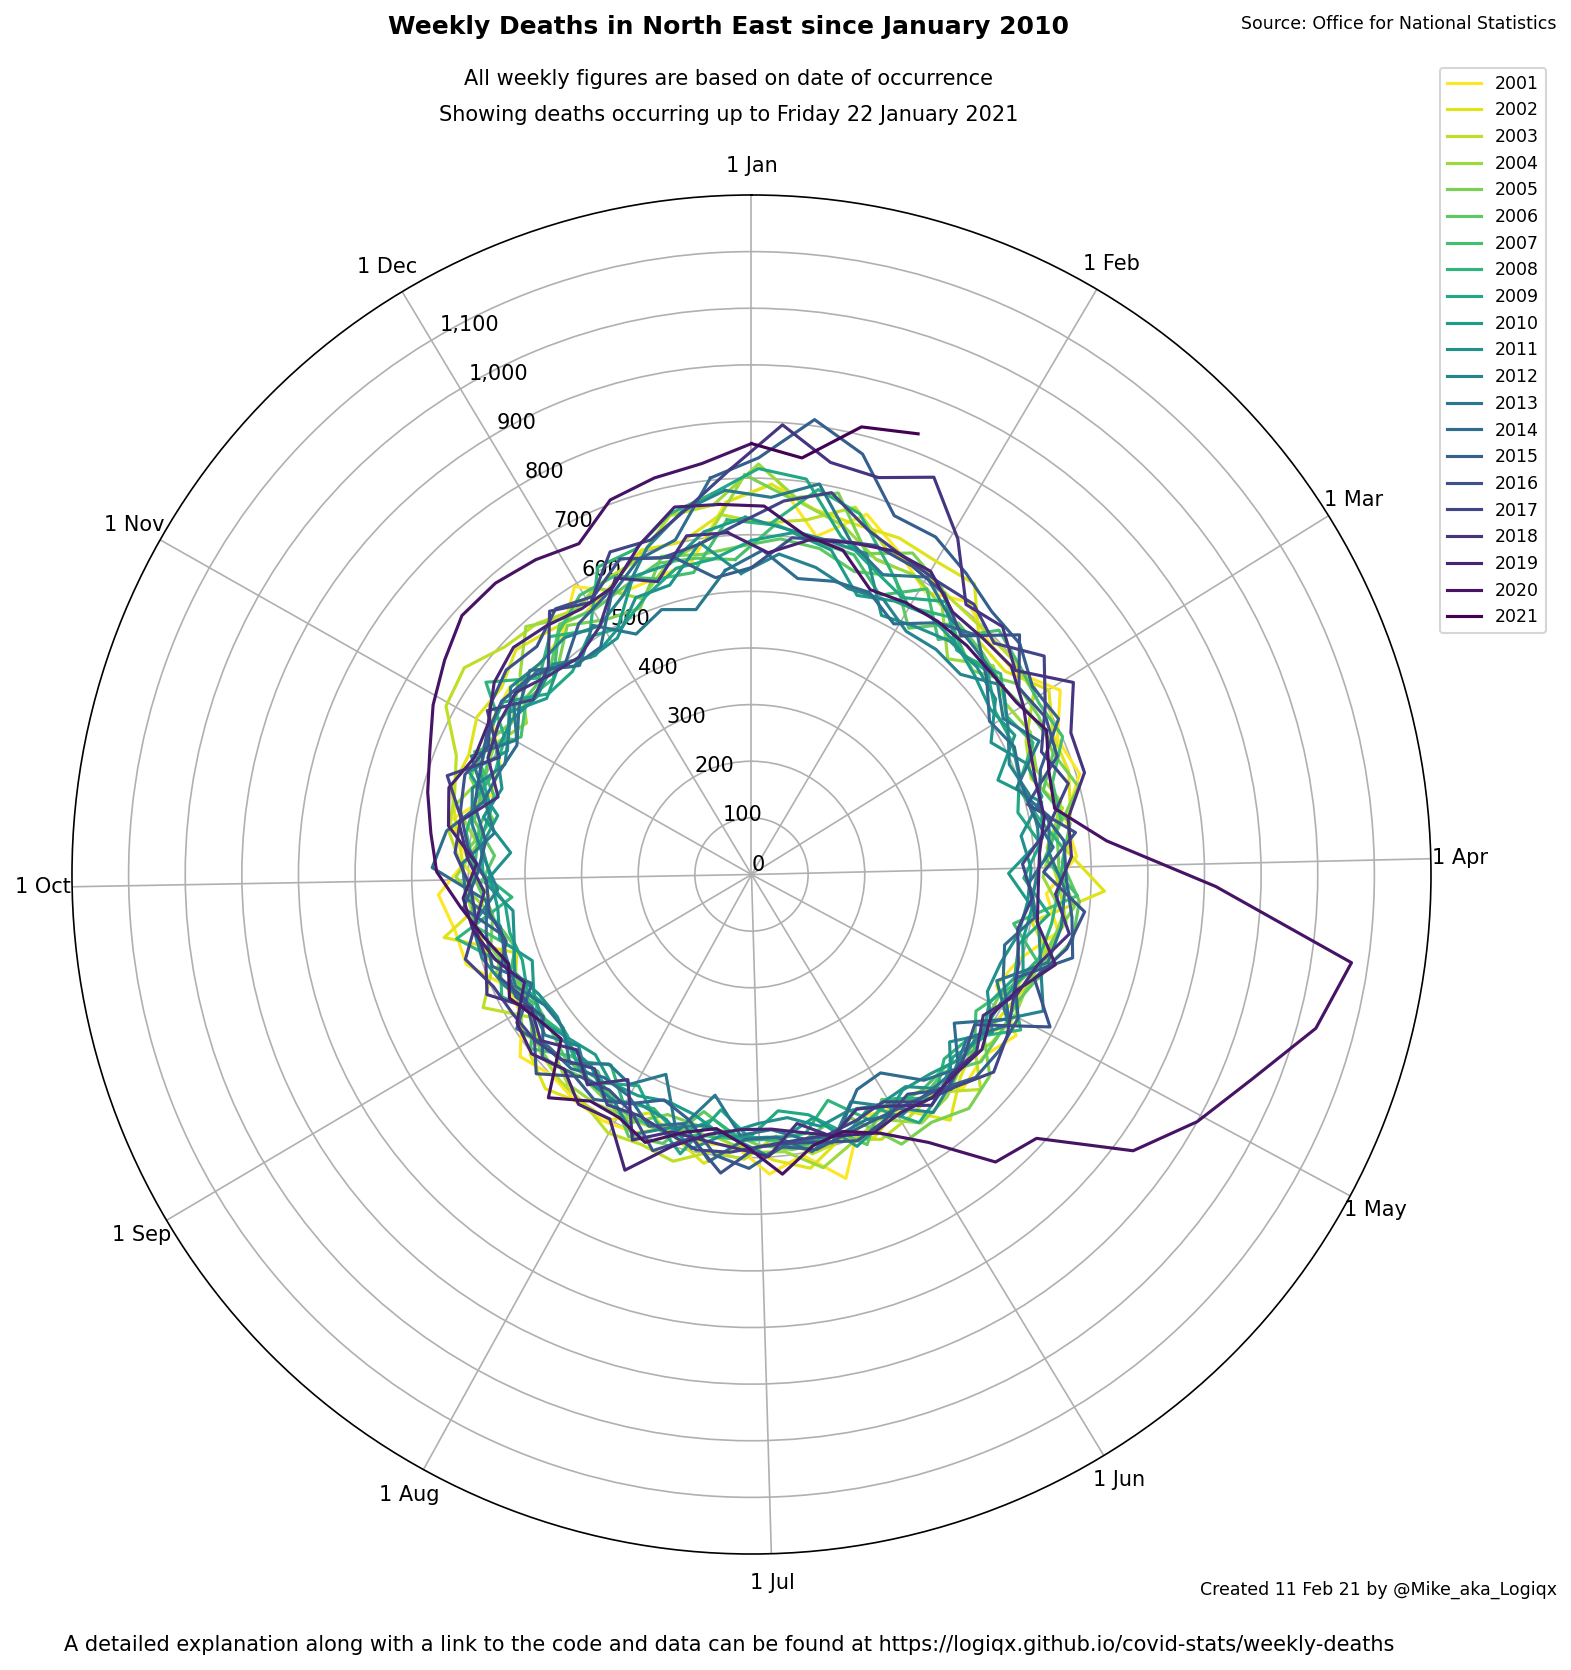 Weekly Deaths in North East since January 2010
Source: Office for National Statistics
All weekly figures are based on date of occurrence
Showing deaths occurring up to Friday 22 January 2021
2001
2002
2003
2004
2005
2006
2007
2008
2009
2010
2011
2012
2013
2014
2015
2016
2017
2018
2019
2020
2021
1 Jan
1 Feb
1 Mar
1 Apr
1 May
1 Jun
1 Jul
1 Aug
1 Sep
1 Oct
1 Nov
1 Dec
1,100
1,000
900
800
700
600
500
400
300
200
100
0
Created 11 Feb 21 by @Mike_aka_Logiqx
A detailed explanation along with a link to the code and data can be found at https://logiqx.github.io/covid-stats/weekly-deaths